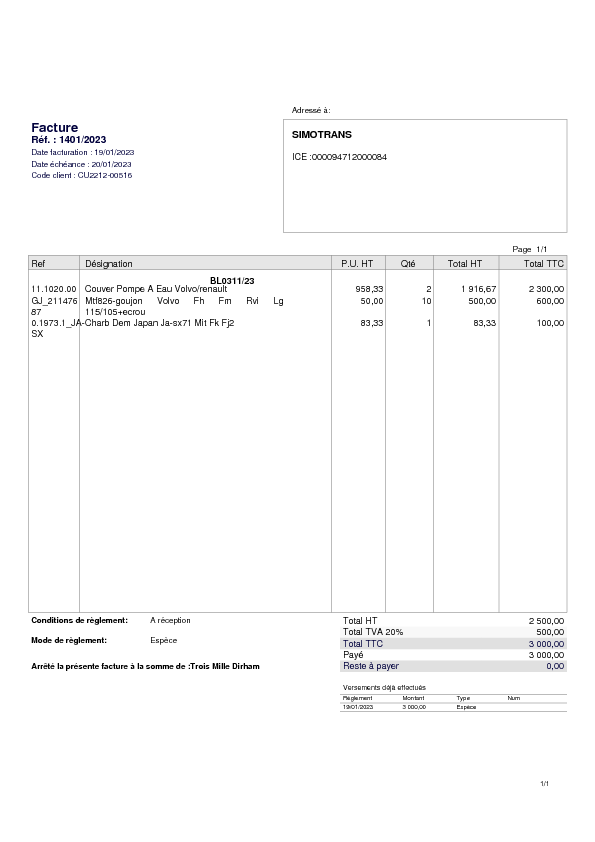 Adressé à:
Facture
Réf. : 1401/2023
Date facturation : 19/01/2023
Date échéance : 20/01/2023
Code client : CU2212-00516
SIMOTRANS
ICE :000094712000084
Page 1/1
Ref Désignation P.U. HT Qté Total HT Total TTC
BL0311/23
11.1020.00 Couver Pompe A Eau Volvo/renault 958,33 2 1 916,67 2 300,00
GJ_211476 Mtf826-goujon Volvo Fh Fm Rvi Lg 50,00 10 500,00 600,00
87 115/105+ecrou
0.1973.1_JA-Charb Dem Japan Ja-sx71 Mit Fk Fj2 83,33 1 83,33 100,00
SX
Conditions de règlement: A réception
Mode de règlement: Espèce
Arrêté la présente facture à la somme de :Trois Mille Dirham
Total HT 2 500,00
Total TVA 20% 500,00
Total TTC 3 000,00
Payé 3 000,00
Reste à payer 0,00
Versements déjà effectués
Règlement Montant Type Num
19/01/2023 3 000,00 Espèce
1/1